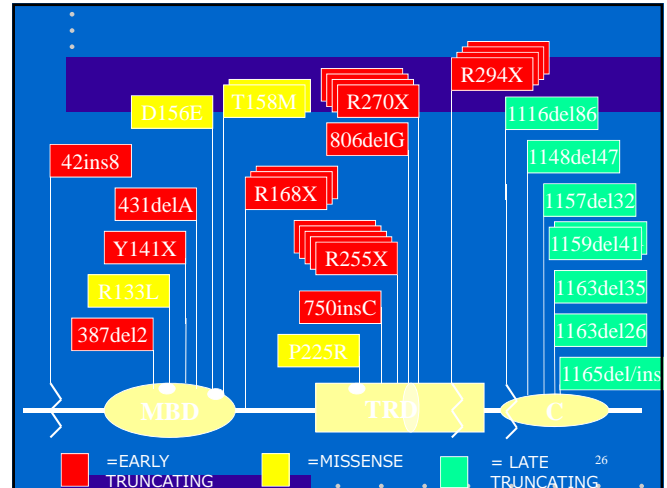 R294X
D156E
T158M
R270X
1116del86
806delG
42ins8
1148del47
R168X
431delA
1157del32
Y141X
R255X
1159del41
R133L
1163del35
387del2
750insC
1163del26
P225R
1165del/ins
MBD
TRD
C
=EARLY
TRUNCATING
=MISSENSE
= LATE
TRUNCATING
26